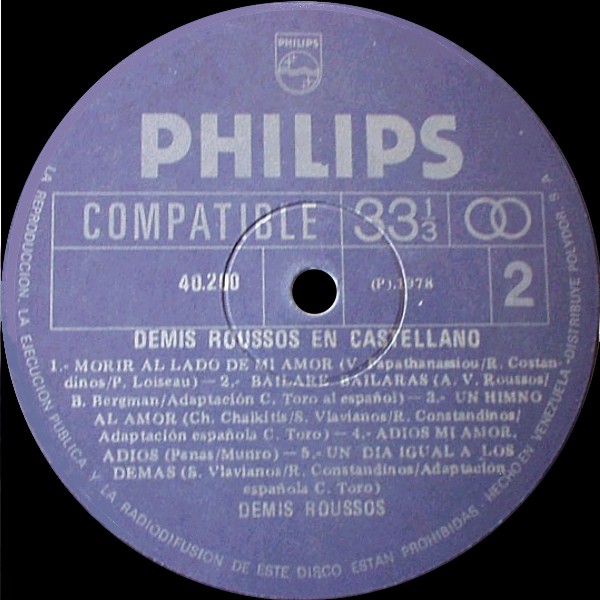 PHILIPS
PHILIPS
COMPATIBLE 33 1/3
40.200 (P).1978 2
DEMIS ROUSSOS EN CASTELLANO
1.- MORIR AL LADO DE MI AMOR (V. Papathanassiou/R. Costan-
dinos/P. Loiseau) — 2.- BAILARE BAILARAS (A. V. Roussos/
B. Bergman/Adaptación C. Toro al español) — 3.- UN HIMNO
AL AMOR (Ch. Chalkitis/S. Vlavianos/R. Constandinos/
Adaptación española C. Toro) — 4.- ADIOS MI AMOR,
ADIOS (Panas/Munro) — 5.- UN DIA IGUAL A LOS
DEMAS (S. Vlavianos/R. Constandinos/Adaptación
española C. Toro)
DEMIS ROUSSOS
LA REPRODUCCION, LA EJECUCION PUBLICA Y LA RADIODIFUSION DE ESTE DISCO ESTAN PROHIBIDAS. HECHO EN VENEZUELA - DISTRIBUYE POLYDOR S A